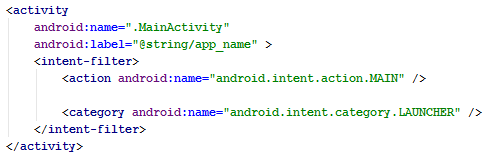 <activity
    android:name=".MainActivity"
    android:label="@string/app_name" >
    <intent-filter>
        <action android:name="android.intent.action.MAIN" />

        <category android:name="android.intent.category.LAUNCHER" />
    </intent-filter>
</activity>